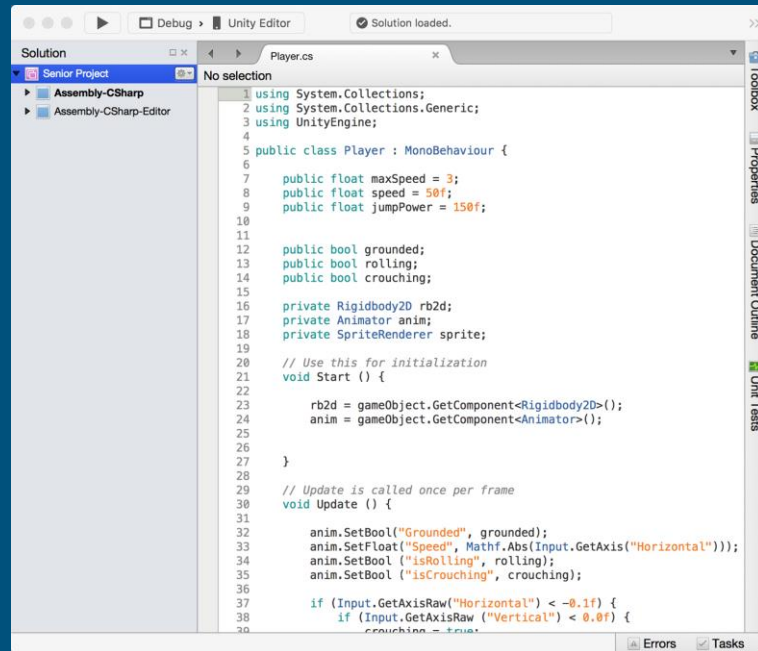 Debug › Unity Editor
Solution loaded.
Solution
Senior Project
Assembly-CSharp
Assembly-CSharp-Editor
Player.cs
No selection
1 using System.Collections;
2 using System.Collections.Generic;
3 using UnityEngine;
4
5 public class Player : MonoBehaviour {
6
7 public float maxSpeed = 3;
8 public float speed = 50f;
9 public float jumpPower = 150f;
10
11
12 public bool grounded;
13 public bool rolling;
14 public bool crouching;
15
16 private Rigidbody2D rb2d;
17 private Animator anim;
18 private SpriteRenderer sprite;
19
20 // Use this for initialization
21 void Start () {
22
23 rb2d = gameObject.GetComponent<Rigidbody2D>();
24 anim = gameObject.GetComponent<Animator>();
25
26
27 }
28
29 // Update is called once per frame
30 void Update () {
31
32 anim.SetBool("Grounded", grounded);
33 anim.SetFloat("Speed", Mathf.Abs(Input.GetAxis("Horizontal")));
34 anim.SetBool ("isRolling", rolling);
35 anim.SetBool ("isCrouching", crouching);
36
37 if (Input.GetAxisRaw("Horizontal") < -0.1f) {
38 if (Input.GetAxisRaw ("Vertical") < 0.0f) {
39 crouching = true;
Toolbox
Properties
Document Outline
Unit Tests
Errors
Tasks